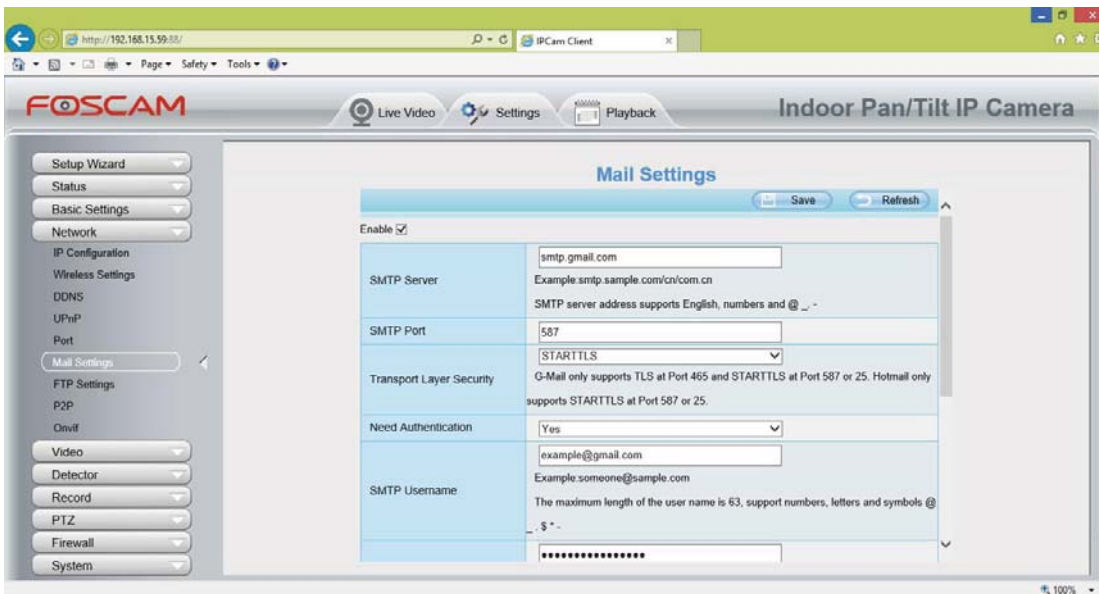 http://192.168.15.59:88/
IPCam Client
Page Safety Tools
FOSCAM
Live Video
Settings
Playback
Indoor Pan/Tilt IP Camera
Setup Wizard
Status
Basic Settings
Network
IP Configuration
Wireless Settings
DDNS
UPnP
Port
Mail Settings
FTP Settings
P2P
Onvif
Video
Detector
Record
PTZ
Firewall
System
Mail Settings
Save
Refresh
Enable
SMTP Server
smtp.gmail.com
Example:smtp.sample.com/cn/com.cn
SMTP server address supports English, numbers and @ _. -
SMTP Port
587
Transport Layer Security
STARTTLS
G-Mail only supports TLS at Port 465 and STARTTLS at Port 587 or 25. Hotmail only
supports STARTTLS at Port 587 or 25.
Need Authentication
Yes
SMTP Username
example@gmail.com
Example:someone@sample.com
The maximum length of the user name is 63, support numbers, letters and symbols @
_ . $ * -
••••••••••••••••
100%